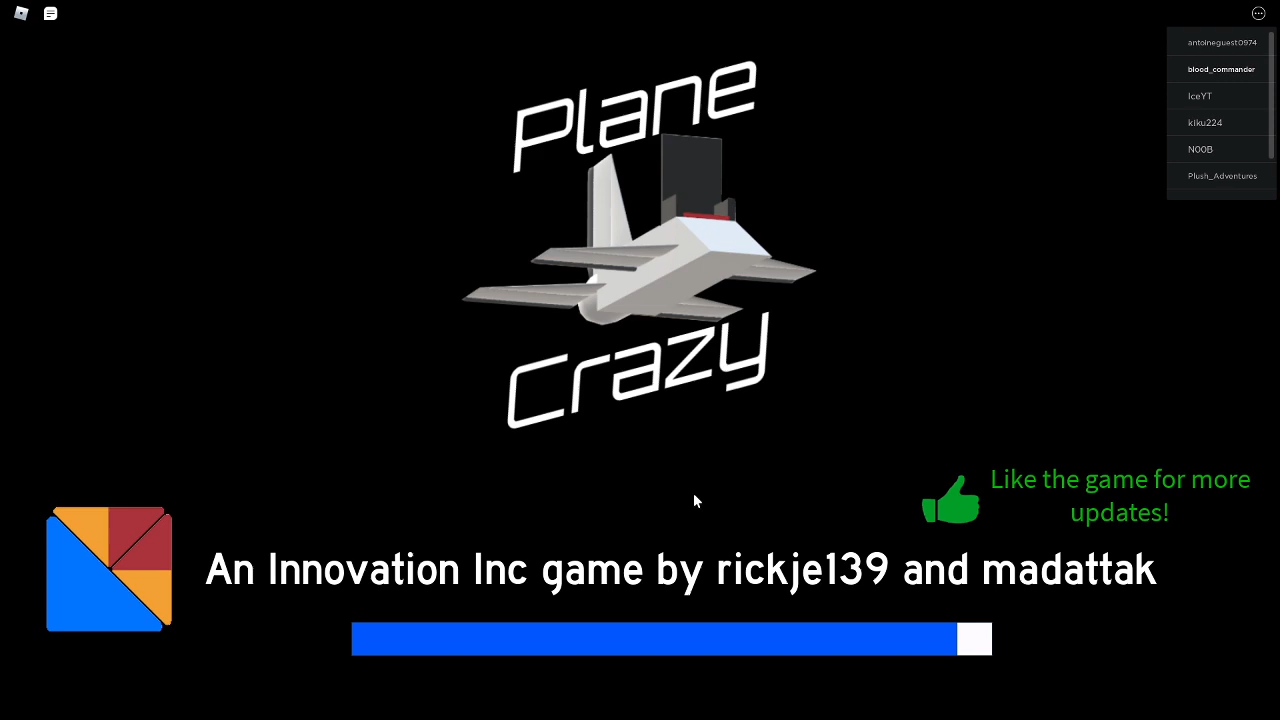 antoineguest0974
blood_commander
IceYT
kiku224
N00B
Plush_Adventures
Plane
Crazy
Like the game for more
updates!
An Innovation Inc game by rickje139 and madattak